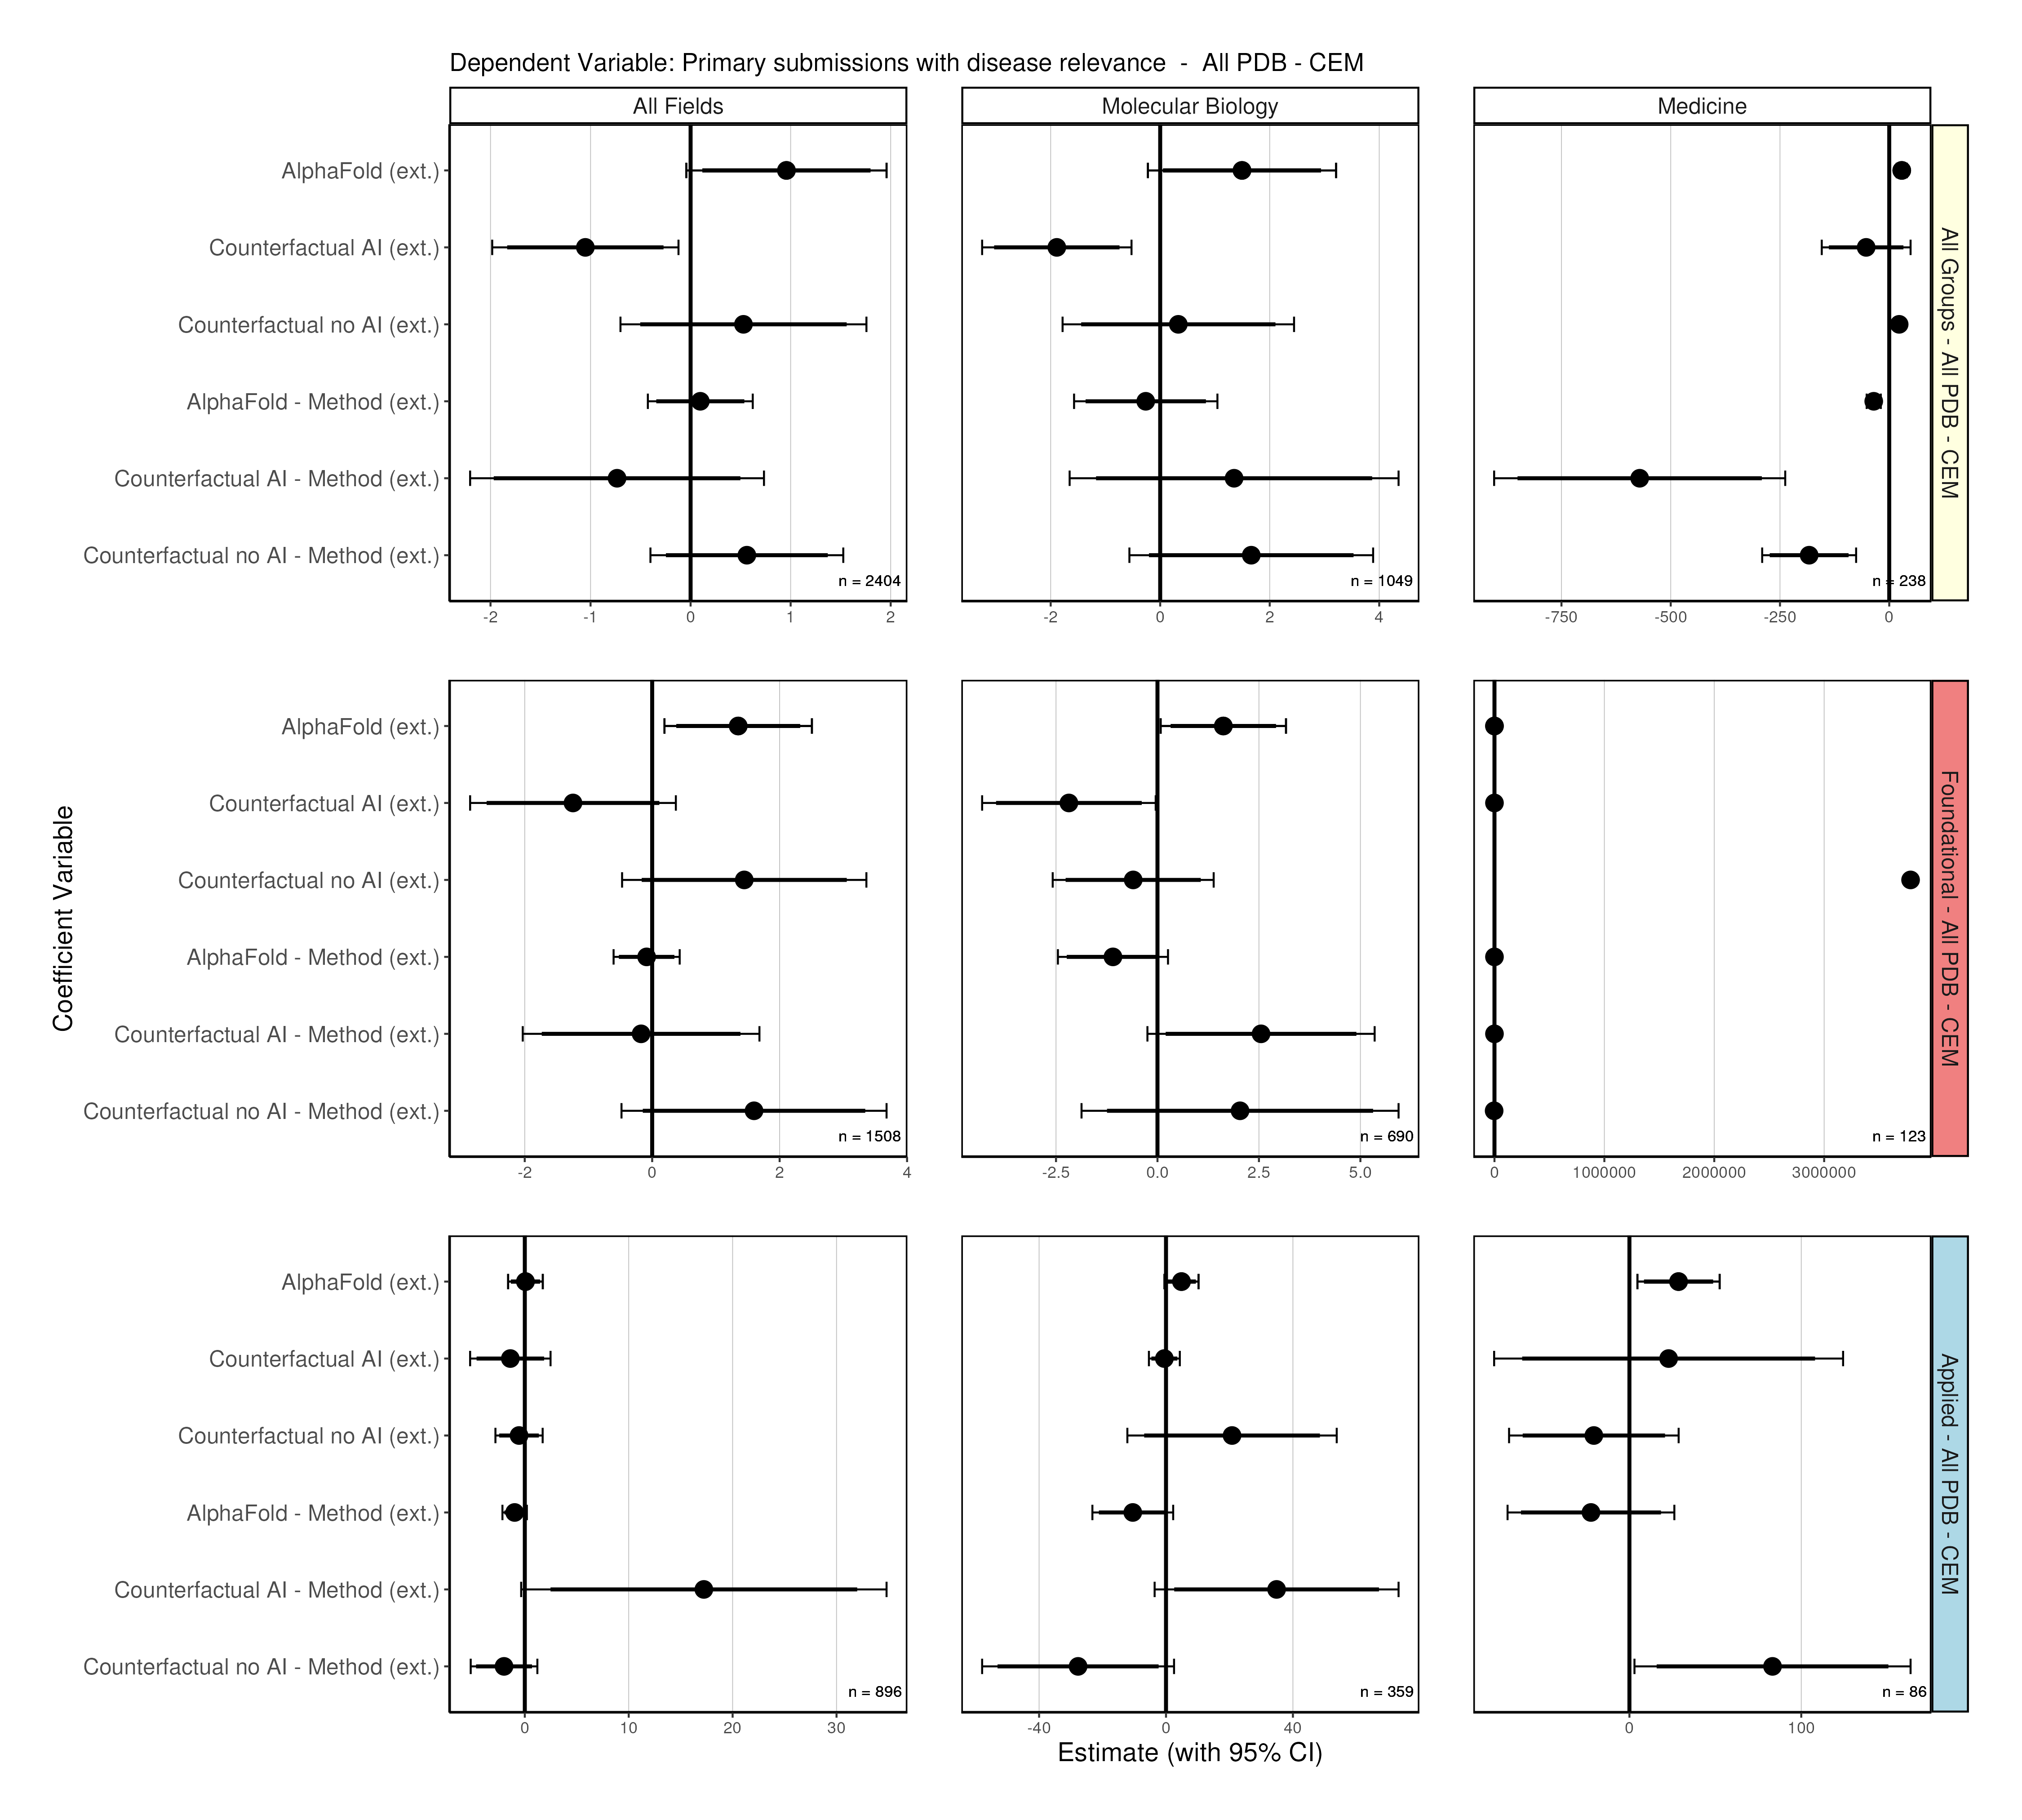 Dependent Variable: Primary submissions with disease relevance - All PDB - CEM
All Fields
Molecular Biology
Medicine
AlphaFold (ext.)
Counterfactual AI (ext.)
Counterfactual no AI (ext.)
AlphaFold - Method (ext.)
Counterfactual AI - Method (ext.)
Counterfactual no AI - Method (ext.)
n = 2404
n = 1049
n = 238
-2 -1 0 1 2
-2 0 2 4
-750 -500 -250 0
All Groups - All PDB - CEM
Coefficient Variable
AlphaFold (ext.)
Counterfactual AI (ext.)
Counterfactual no AI (ext.)
AlphaFold - Method (ext.)
Counterfactual AI - Method (ext.)
Counterfactual no AI - Method (ext.)
n = 1508
n = 690
n = 123
-2 0 2 4
-2.5 0.0 2.5 5.0
0 1000000 2000000 3000000
Foundational - All PDB - CEM
AlphaFold (ext.)
Counterfactual AI (ext.)
Counterfactual no AI (ext.)
AlphaFold - Method (ext.)
Counterfactual AI - Method (ext.)
Counterfactual no AI - Method (ext.)
n = 896
n = 359
n = 86
0 10 20 30
-40 0 40
0 100
Applied - All PDB - CEM
Estimate (with 95% CI)